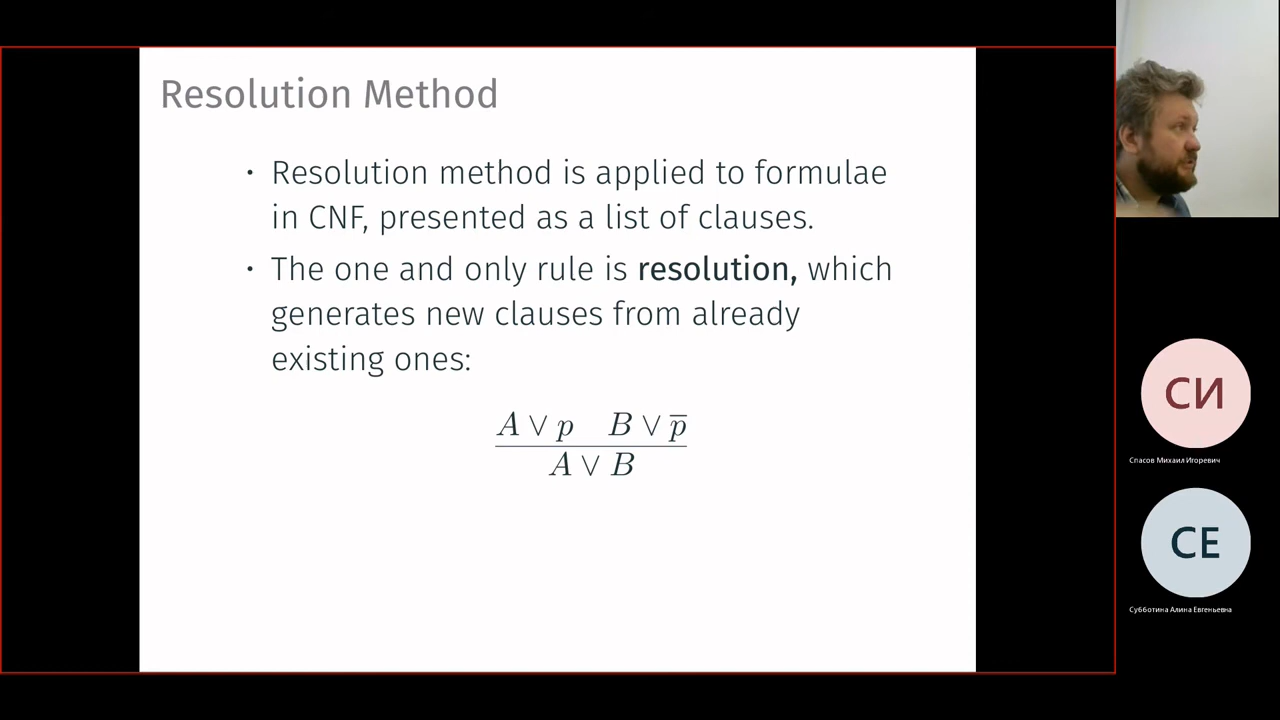 Resolution Method
• Resolution method is applied to formulae
in CNF, presented as a list of clauses.
• The one and only rule is resolution, which
generates new clauses from already
existing ones:
A ∨ p B ∨ p̅
A ∨ B
СИ
Спасов Михаил Игоревич
СЕ
Субботина Алина Евгеньевна